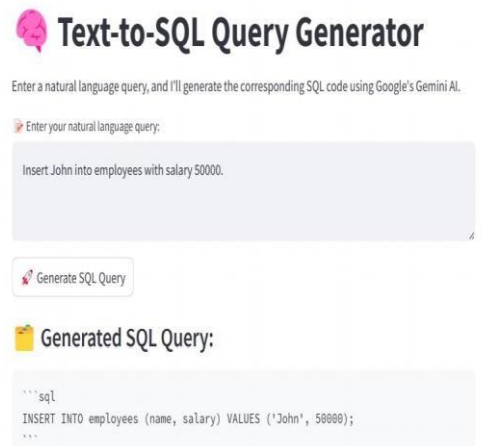 Text-to-SQL Query Generator
Enter a natural language query, and I'll generate the corresponding SQL code using Google's Gemini AI.
Enter your natural language query:
Insert John into employees with salary 50000.
Generate SQL Query
Generated SQL Query:
```sql
INSERT INTO employees (name, salary) VALUES ('John', 50000);
```